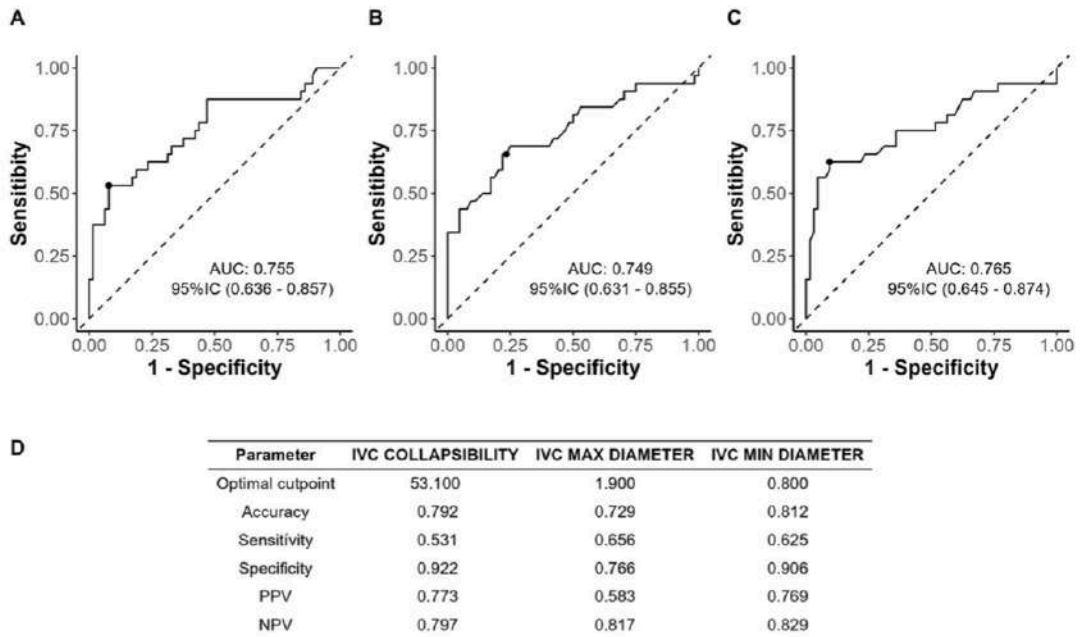 A
B
C
1.00
0.75
0.50
0.25
0.00
Sensitibity
AUC: 0.755
95%IC (0.636 - 0.857)
0.00 0.25 0.50 0.75 1.00
1 - Specificity
1.00
0.75
0.50
0.25
0.00
Sensitibity
AUC: 0.749
95%IC (0.631 - 0.855)
0.00 0.25 0.50 0.75 1.00
1 - Specificity
1.00
0.75
0.50
0.25
0.00
Sensitibity
AUC: 0.765
95%IC (0.645 - 0.874)
0.00 0.25 0.50 0.75 1.00
1 - Specificity
D
Parameter IVC COLLAPSIBILITY IVC MAX DIAMETER IVC MIN DIAMETER
Optimal cutpoint 53.100 1.900 0.800
Accuracy 0.792 0.729 0.812
Sensitívity 0.531 0.656 0.625
Specificity 0.922 0.766 0.906
PPV 0.773 0.583 0.769
NPV 0.797 0.817 0.829